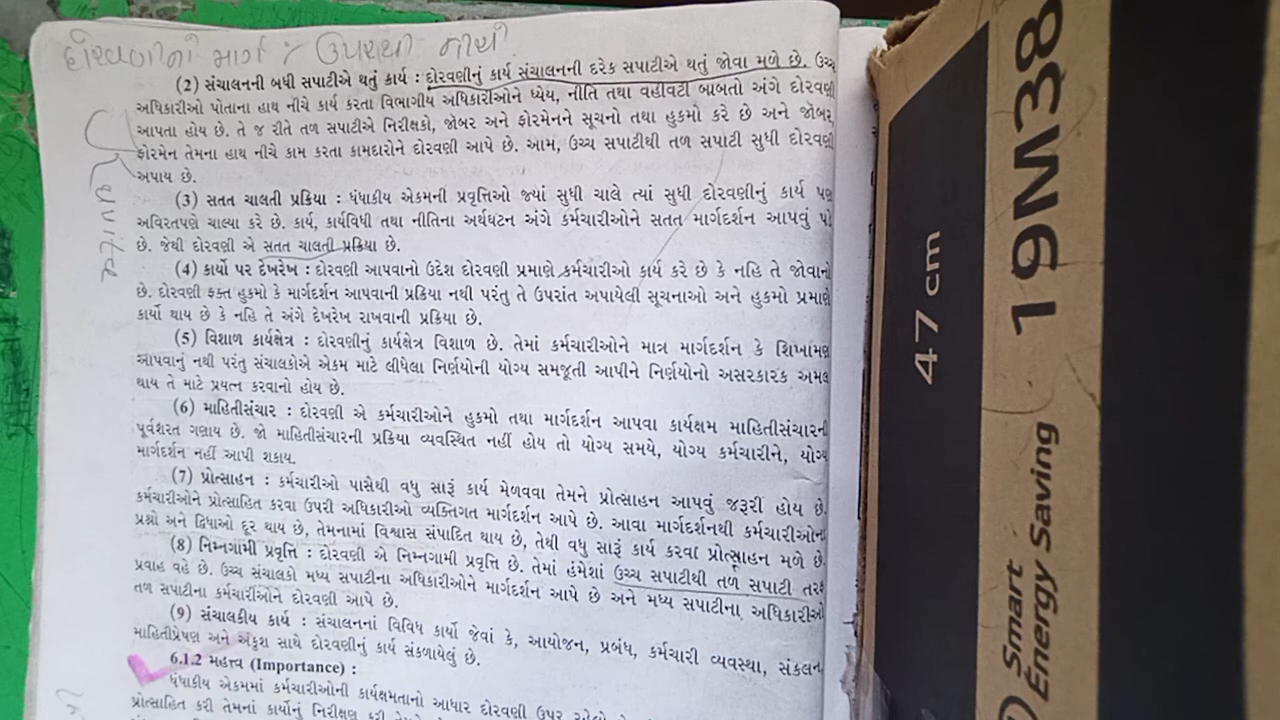 દોરવણીનો માર્ગ : ઉપરથી નીચે
(2) સંચાલનની બધી સપાટીએ થતું કાર્ય : દોરવણીનું કાર્ય સંચાલનની દરેક સપાટીએ થતું જોવા મળે છે. ઉચ્ચ
અધિકારીઓ પોતાના હાથ નીચે કાર્ય કરતા વિભાગીય અધિકારીઓને ધ્યેય, નીતિ તથા વહીવટી બાબતો અંગે દોરવણી
આપતા હોય છે. તે જ રીતે તળ સપાટીએ નિરીક્ષકો, જોબર અને ફોરમેનને સૂચનો તથા હુકમો કરે છે અને જૉબર,
ફોરમેન તેમના હાથ નીચે કામ કરતા કામદારોને દોરવણી આપે છે. આમ, ઉચ્ચ સપાટીથી તળ સપાટી સુધી દોરવણી
અપાય છે.
(3) સતત ચાલતી પ્રક્રિયા : ધંધાકીય એકમની પ્રવૃત્તિઓ જ્યાં સુધી ચાલે ત્યાં સુધી દોરવણીનું કાર્ય પણ
અવિરતપણે ચાલ્યા કરે છે. કાર્ય, કાર્યવિધી તથા નીતિના અર્થઘટન અંગે કર્મચારીઓને સતત માર્ગદર્શન આપવું પડે
છે. જેથી દોરવણી એ સતત ચાલતી પ્રક્રિયા છે.
(4) કાર્યો પર દેખરેખ : દોરવણી આપવાનો ઉદેશ દોરવણી પ્રમાણે કર્મચારીઓ કાર્ય કરે છે કે નહિ તે જોવાનો
છે. દોરવણી ફક્ત હુકમો કે માર્ગદર્શન આપવાની પ્રક્રિયા નથી પરંતુ તે ઉપરાંત અપાયેલી સૂચનાઓ અને હુકમો પ્રમાણે
કાર્યો થાય છે કે નહિ તે અંગે દેખરેખ રાખવાની પ્રક્રિયા છે.
(5) વિશાળ કાર્યક્ષેત્ર : દોરવણીનું કાર્યક્ષેત્ર વિશાળ છે. તેમાં કર્મચારીઓને માત્ર માર્ગદર્શન કે શિખામણ
આપવાનું નથી પરંતુ સંચાલકોએ એકમ માટે લીધેલા નિર્ણયોની યોગ્ય સમજૂતી આપીને નિર્ણયોનો અસરકારક અમલ
થાય તે માટે પ્રયત્ન કરવાનો હોય છે.
(6) માહિતીસંચાર : દોરવણી એ કર્મચારીઓને હુકમો તથા માર્ગદર્શન આપવા કાર્યક્ષમ માહિતીસંચારની
પૂર્વશરત ગણાય છે. જો માહિતીસંચારની પ્રક્રિયા વ્યવસ્થિત નહીં હોય તો યોગ્ય સમયે, યોગ્ય કર્મચારીને, યોગ્ય
માર્ગદર્શન નહીં આપી શકાય.
(7) પ્રોત્સાહન : કર્મચારીઓ પાસેથી વધુ સારૂં કાર્ય મેળવવા તેમને પ્રોત્સાહન આપવું જરૂરી હોય છે.
કર્મચારીઓને પ્રોત્સાહિત કરવા ઉપરી અધિકારીઓ વ્યક્તિગત માર્ગદર્શન આપે છે. આવા માર્ગદર્શનથી કર્મચારીઓના
પ્રશ્નો અને દ્વિધાઓ દૂર થાય છે, તેમનામાં વિશ્વાસ સંપાદિત થાય છે, તેથી વધુ સારૂં કાર્ય કરવા પ્રોત્સાહન મળે છે.
(8) નિમ્નગામી પ્રવૃત્તિ : દોરવણી એ નિમ્નગામી પ્રવૃત્તિ છે. તેમાં હંમેશાં ઉચ્ચ સપાટીથી તળ સપાટી તરફ
પ્રવાહ વહે છે. ઉચ્ચ સંચાલકો મધ્ય સપાટીના અધિકારીઓને માર્ગદર્શન આપે છે અને મધ્ય સપાટીના અધિકારીઓ
તળ સપાટીના કર્મચારીઓને દોરવણી આપે છે.
(9) સંચાલકીય કાર્ય : સંચાલનનાં વિવિધ કાર્યો જેવાં કે, આયોજન, પ્રબંધ, કર્મચારી વ્યવસ્થા, સંકલન
માહિતીપ્રેષણ અને અંકુશ સાથે દોરવણીનું કાર્ય સંકળાયેલું છે.
6.1.2 મહત્ત્વ (Importance) :
ધંધાકીય એકમમાં કર્મચારીઓની કાર્યક્ષમતાનો આધાર દોરવણી ઉપર
પ્રોત્સાહિત કરી તેમનાં કાર્યોનું નિરીક્ષણ કરી
47 cm
19M38
Smart
Energy Saving